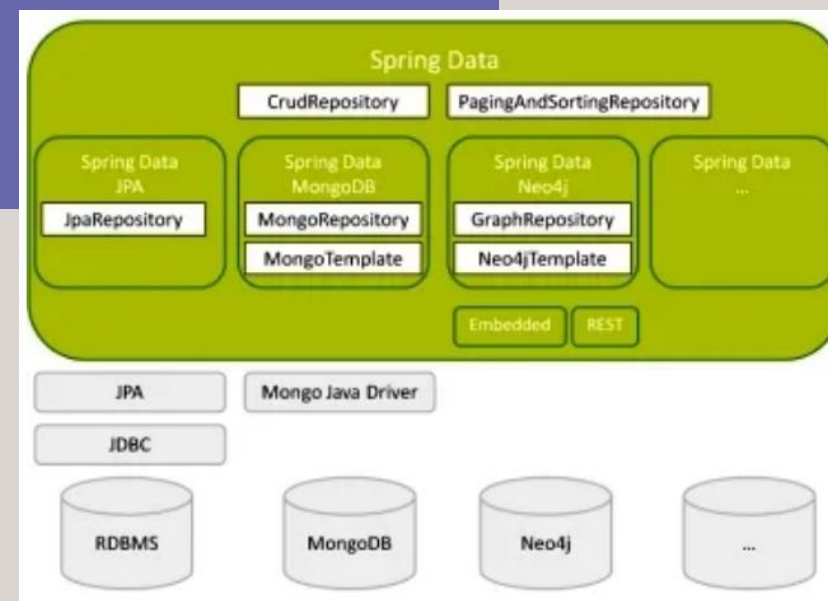 Spring Data
CrudRepository
PagingAndSortingRepository
Spring Data
JPA
JpaRepository
Spring Data
MongoDB
MongoRepository
MongoTemplate
Spring Data
Neo4j
GraphRepository
Neo4jTemplate
Spring Data
...
Embedded
REST
JPA
Mongo Java Driver
JDBC
RDBMS
MongoDB
Neo4j
...